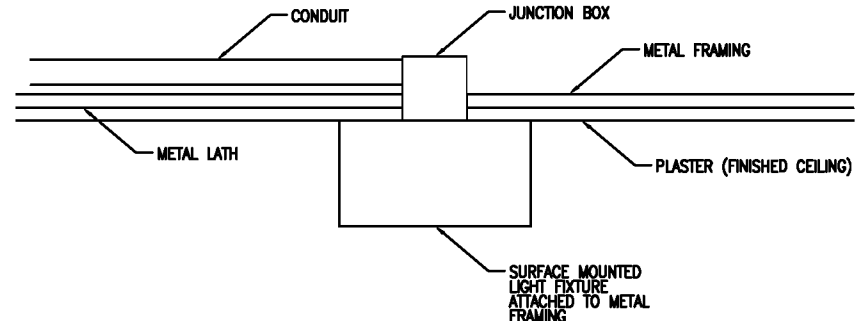 CONDUIT
JUNCTION BOX
METAL FRAMING
METAL LATH
PLASTER (FINISHED CEILING)
SURFACE MOUNTED
LIGHT FIXTURE
ATTACHED TO METAL
FRAMING